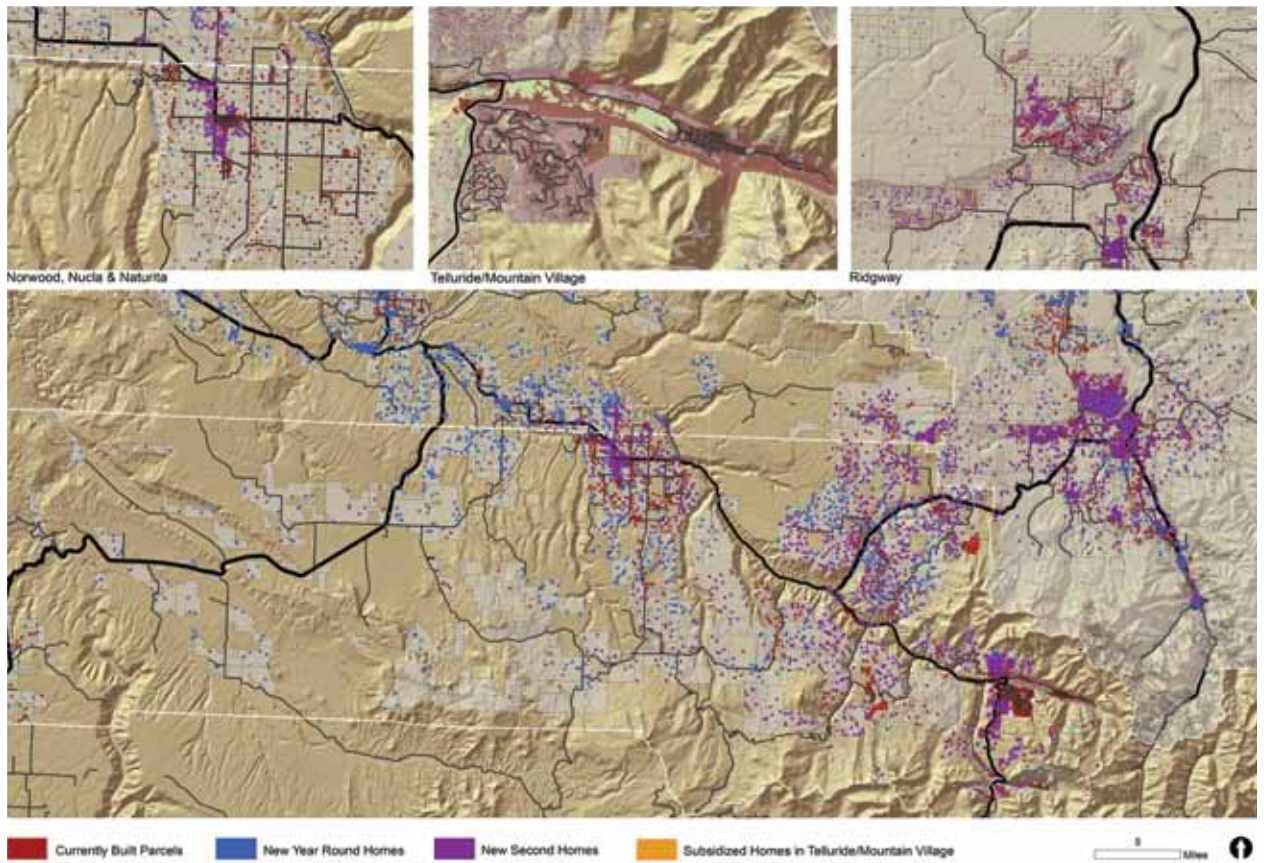 Norwood, Nucla & Naturita
Telluride/Mountain Village
Ridgway
Currently Built Parcels
New Year Round Homes
New Second Homes
Subsidized Homes in Telluride/Mountain Village
5
Miles